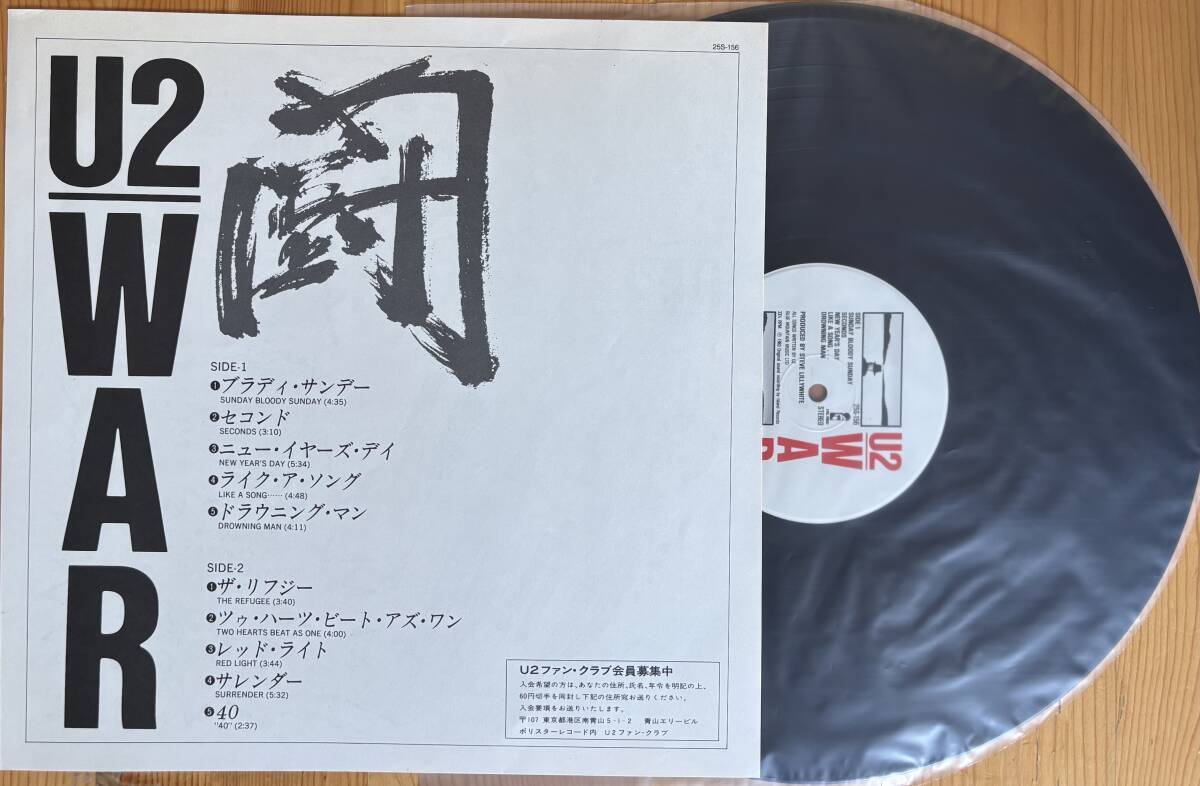 25S-156
U2
WAR
闘
SIDE-1
❶ブラディ・サンデー
SUNDAY BLOODY SUNDAY (4:35)
❷セコンド
SECONDS (3:10)
❸ニュー・イヤーズ・デイ
NEW YEAR'S DAY (5:34)
❹ライク・ア・ソング
LIKE A SONG…… (4:48)
❺ドラウニング・マン
DROWNING MAN (4:11)
SIDE-2
❶ザ・リフジー
THE REFUGEE (3:40)
❷ツゥ・ハーツ・ビート・アズ・ワン
TWO HEARTS BEAT AS ONE (4:00)
❸レッド・ライト
RED LIGHT (3:44)
❹サレンダー
SURRENDER (5:32)
❺40
"40" (2:37)
U2ファン・クラブ会員募集中
入会希望の方は、あなたの住所、氏名、年令を明記の上、
60円切手を同封し下記の住所宛お送りください。
入会要項をお送りいたします。
〒107 東京都港区南青山5-1-2 青山エリービル
ポリスターレコード内 U2ファン・クラブ
U2
WAR
25S-156
STEREO
SIDE 1
SUNDAY BLOODY SUNDAY
SECONDS
NEW YEAR'S DAY
LIKE A SONG...
DROWNING MAN
PRODUCED BY STEVE LILLYWHITE
ALL SONGS WRITTEN BY U2
BLUE MOUNTAIN MUSIC LTD